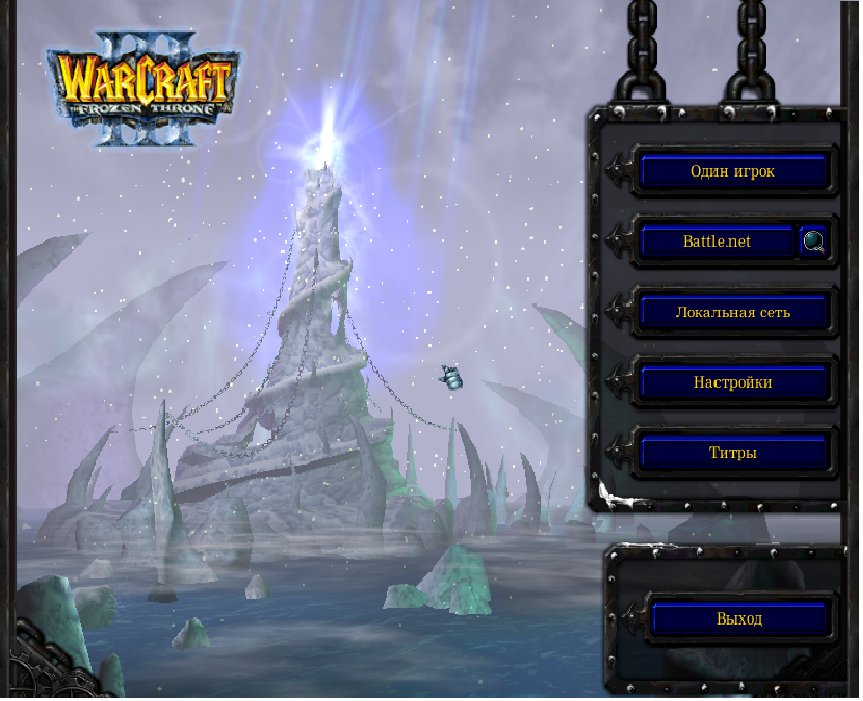 III
WARCRAFT
THE FROZEN THRONE
Один игрок
Battle.net
Локальная сеть
Настройки
Титры
Выход